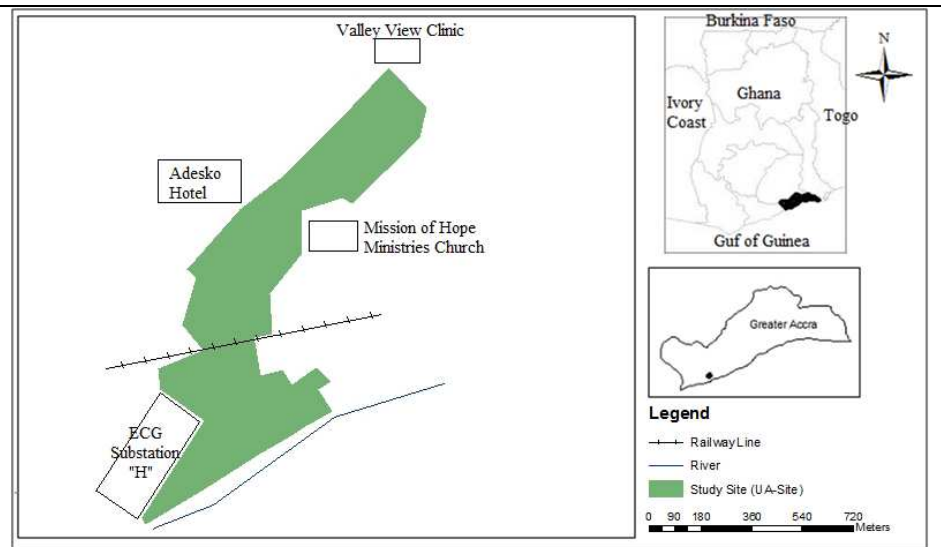 Valley View Clinic
Adesko
Hotel
Mission of Hope
Ministries Church
ECG
Substation
"H"
Burkina Faso
N
Ghana
Ivory
Coast
Togo
Guf of Guinea
Greater Accra
Legend
Railway Line
River
Study Site (UA-Site)
0 90 180 360 540 720
Meters